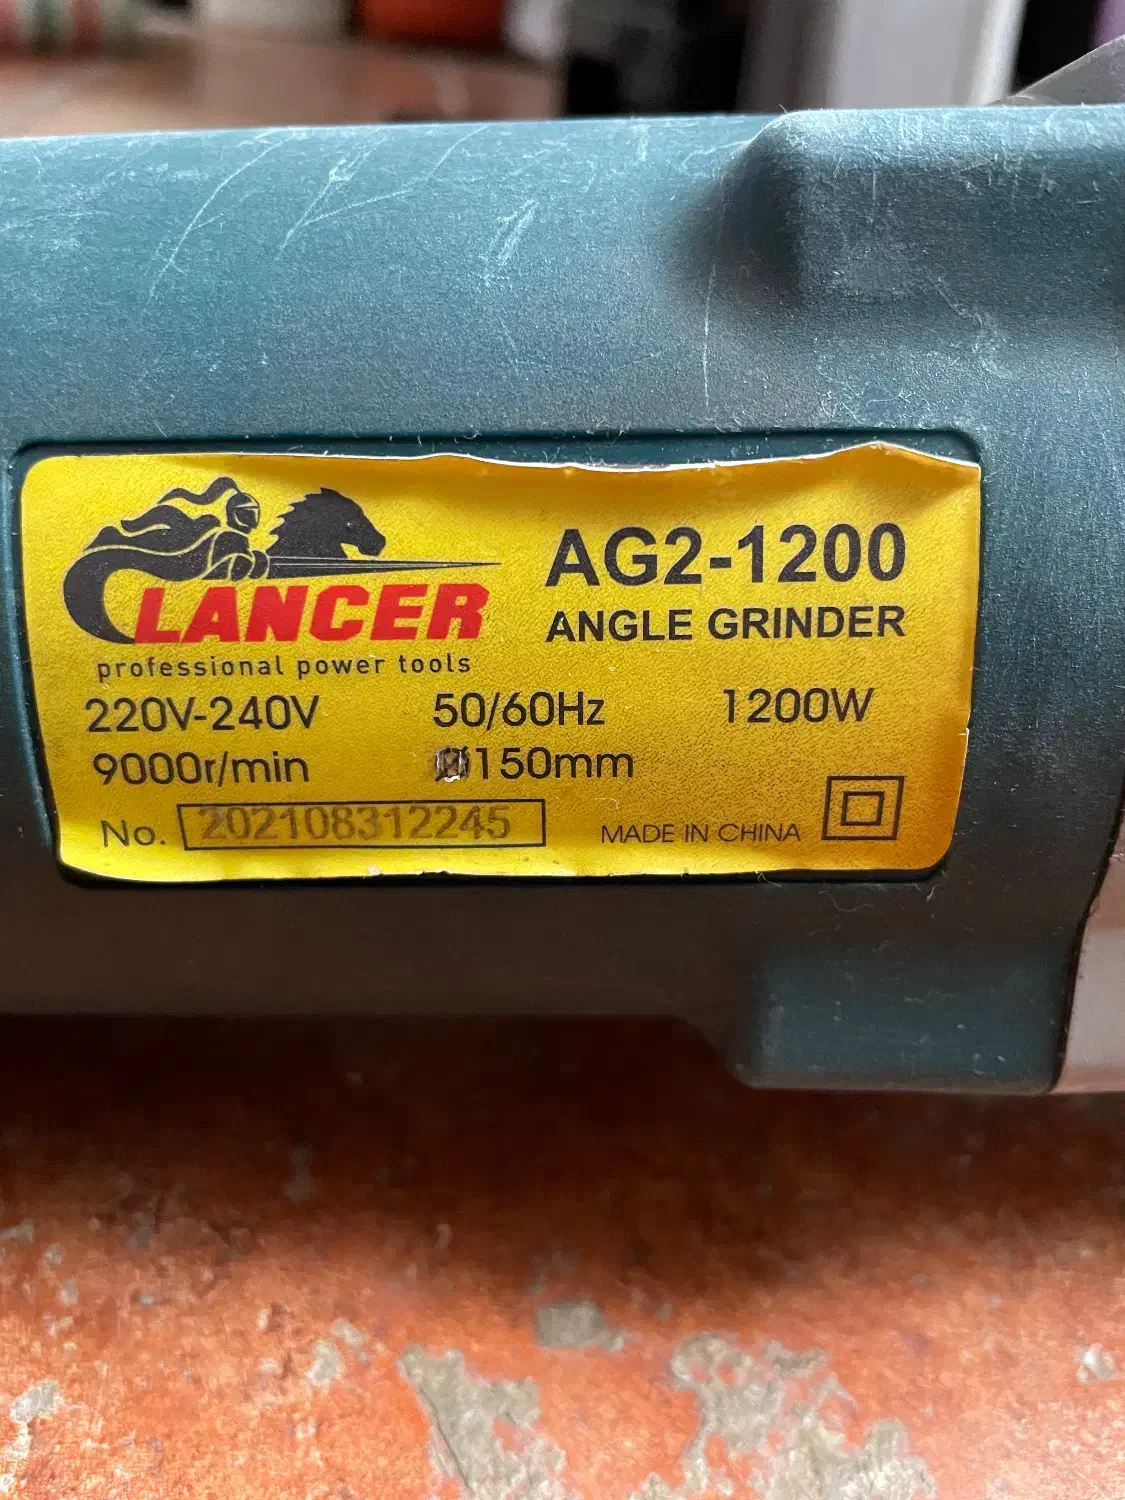 LANCER
professional power tools
AG2-1200
ANGLE GRINDER
220V-240V 50/60Hz 1200W
9000r/min Ø150mm
No. 202108312245
MADE IN CHINA